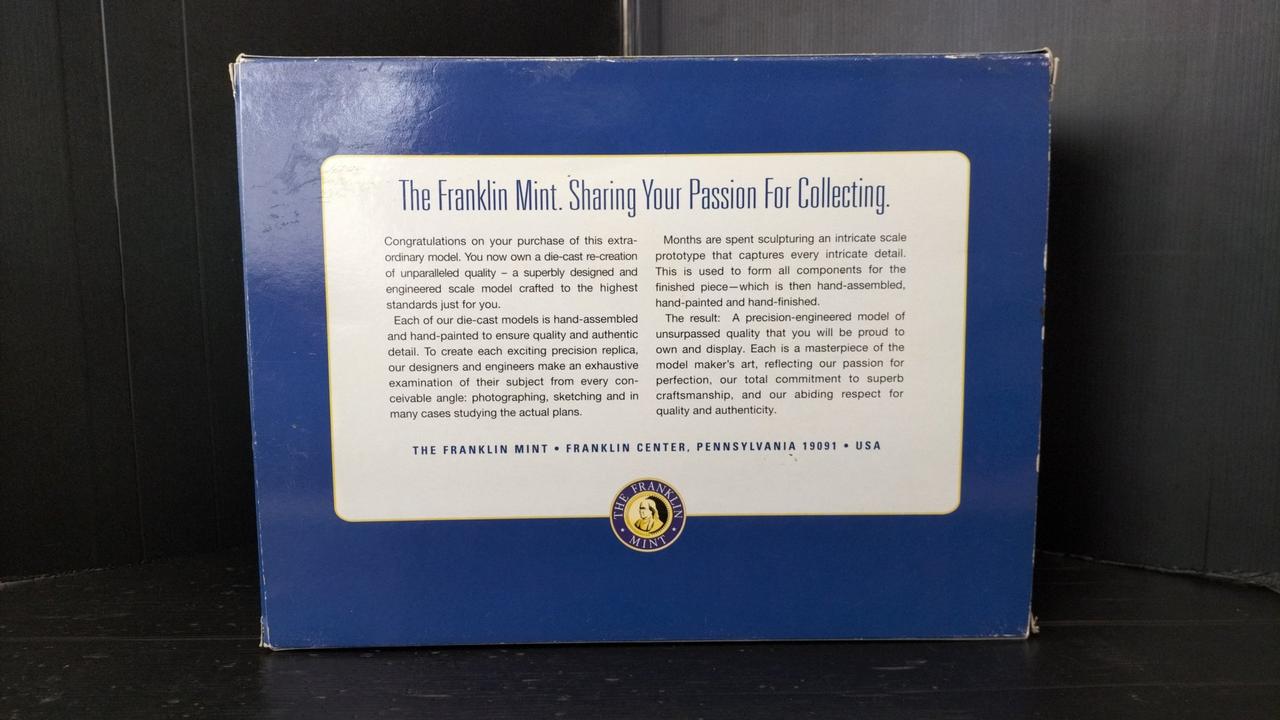 The Franklin Mint. Sharing Your Passion For Collecting.
Congratulations on your purchase of this extra-
ordinary model. You now own a die-cast re-creation
of unparalleled quality – a superbly designed and
engineered scale model crafted to the highest
standards just for you.
Each of our die-cast models is hand-assembled
and hand-painted to ensure quality and authentic
detail. To create each exciting precision replica,
our designers and engineers make an exhaustive
examination of their subject from every con-
ceivable angle: photographing, sketching and in
many cases studying the actual plans.
Months are spent sculpturing an intricate scale
prototype that captures every intricate detail.
This is used to form all components for the
finished piece—which is then hand-assembled,
hand-painted and hand-finished.
The result: A precision-engineered model of
unsurpassed quality that you will be proud to
own and display. Each is a masterpiece of the
model maker's art, reflecting our passion for
perfection, our total commitment to superb
craftsmanship, and our abiding respect for
quality and authenticity.
THE FRANKLIN MINT • FRANKLIN CENTER, PENNSYLVANIA 19091 • USA
THE FRANKLIN
• MINT •